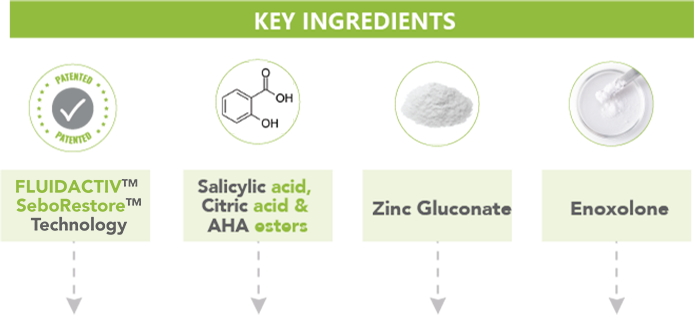 KEY INGREDIENTS
PATENTED
PATENTED
O
OH
OH
FLUIDACTIV™
SeboRestore™
Technology
Salicylic acid,
Citric acid &
AHA esters
Zinc Gluconate
Enoxolone